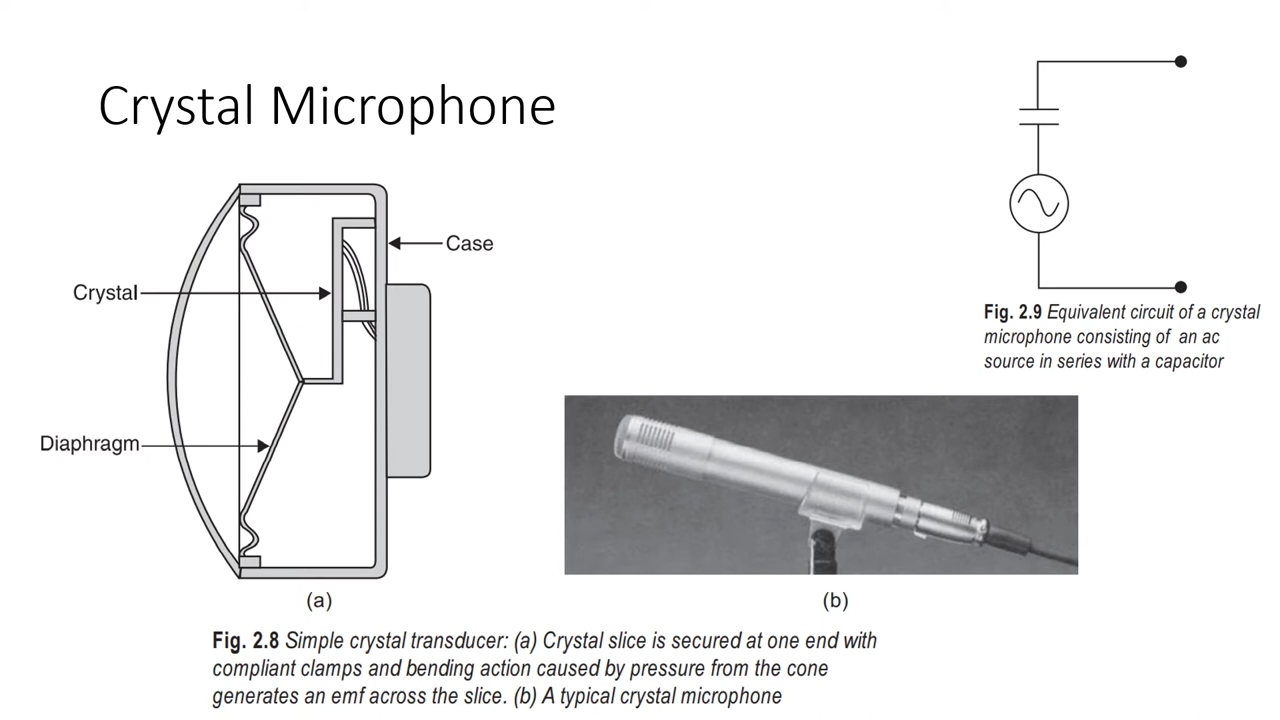 Crystal Microphone
Case
Crystal
Diaphragm
(a)
(b)
Fig. 2.9 Equivalent circuit of a crystal
microphone consisting of an ac
source in series with a capacitor
Fig. 2.8 Simple crystal transducer: (a) Crystal slice is secured at one end with
compliant clamps and bending action caused by pressure from the cone
generates an emf across the slice. (b) A typical crystal microphone